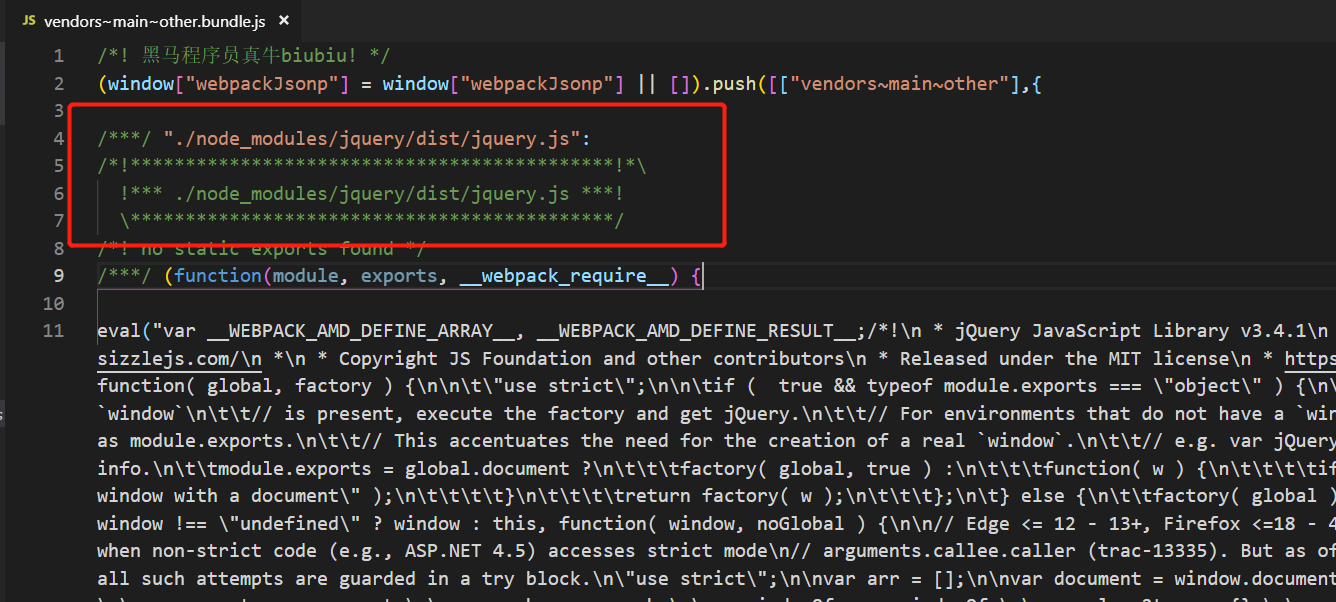 JS vendors~main~other.bundle.js ×
1 /*! 黑马程序员真牛biubiu! */
2 (window["webpackJsonp"] = window["webpackJsonp"] || []).push([["vendors~main~other"],{
3
4 /***/ "./node_modules/jquery/dist/jquery.js":
5 /*!********************************************!*\
6 !*** ./node_modules/jquery/dist/jquery.js ***!
7 \********************************************/
8 /*! no static exports found */
9 /***/ (function(module, exports, __webpack_require__) {
10
11 eval("var __WEBPACK_AMD_DEFINE_ARRAY__, __WEBPACK_AMD_DEFINE_RESULT__;/*!\n * jQuery JavaScript Library v3.4.1\n
sizzlejs.com/\n *\n * Copyright JS Foundation and other contributors\n * Released under the MIT license\n * https
function( global, factory ) {\n\n\t\"use strict\";\n\n\tif (  true && typeof module.exports === \"object\" ) {\n\
`window`\n\t\t// is present, execute the factory and get jQuery.\n\t\t// For environments that do not have a `win
as module.exports.\n\t\t// This accentuates the need for the creation of a real `window`.\n\t\t// e.g. var jQuery
info.\n\t\tmodule.exports = global.document ?\n\t\t\tfactory( global, true ) :\n\t\t\tfunction( w ) {\n\t\t\t\tif
window with a document\" );\n\t\t\t\t}\n\t\t\t\treturn factory( w );\n\t\t\t};\n\t} else {\n\t\tfactory( global )
window !== \"undefined\" ? window : this, function( window, noGlobal ) {\n\n// Edge <= 12 - 13+, Firefox <=18 - 4
when non-strict code (e.g., ASP.NET 4.5) accesses strict mode\n// arguments.callee.caller (trac-13335). But as of
all such attempts are guarded in a try block.\n\"use strict\";\n\nvar arr = [];\n\nvar document = window.document